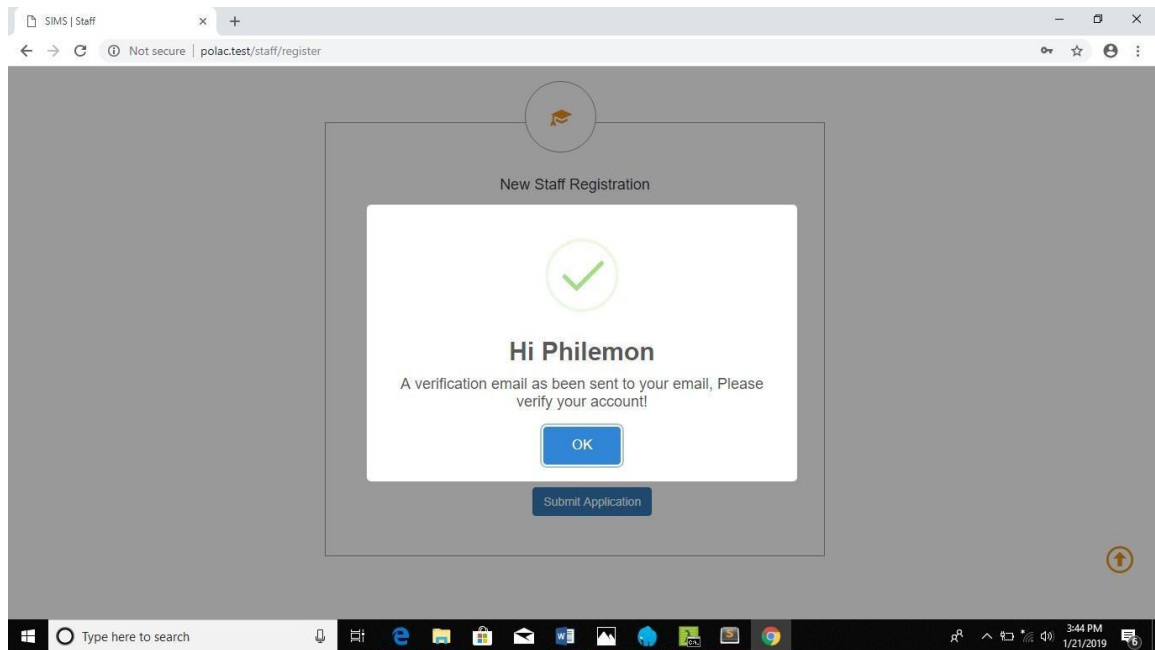 SIMS | Staff
Not secure | polac.test/staff/register
New Staff Registration
Hi Philemon
A verification email as been sent to your email, Please
verify your account!
OK
Submit Application
Type here to search
3:44 PM
1/21/2019